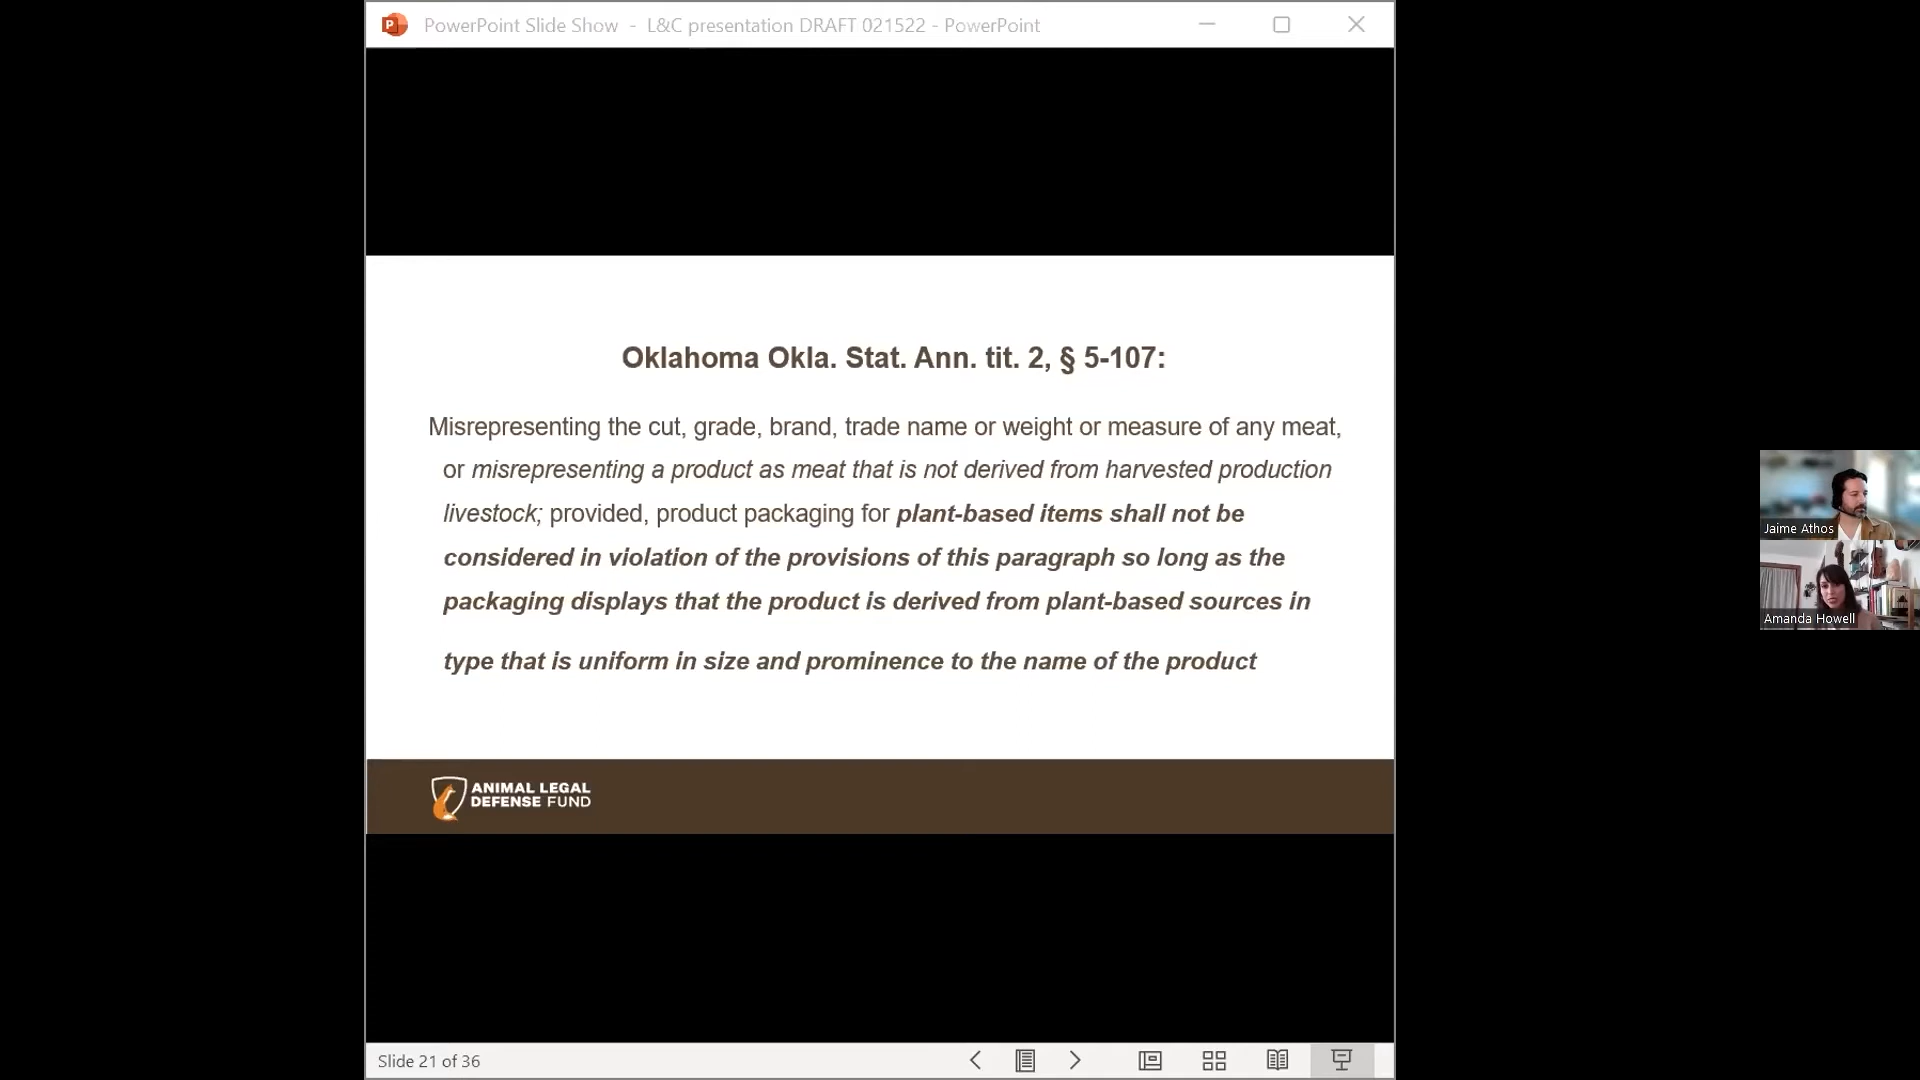 PowerPoint Slide Show - L&C presentation DRAFT 021522 - PowerPoint
Oklahoma Okla. Stat. Ann. tit. 2, § 5-107:
Misrepresenting the cut, grade, brand, trade name or weight or measure of any meat,
or misrepresenting a product as meat that is not derived from harvested production
livestock; provided, product packaging for plant-based items shall not be
considered in violation of the provisions of this paragraph so long as the
packaging displays that the product is derived from plant-based sources in
type that is uniform in size and prominence to the name of the product
ANIMAL LEGAL
DEFENSE FUND
Slide 21 of 36
Jaime Athos
Amanda Howell